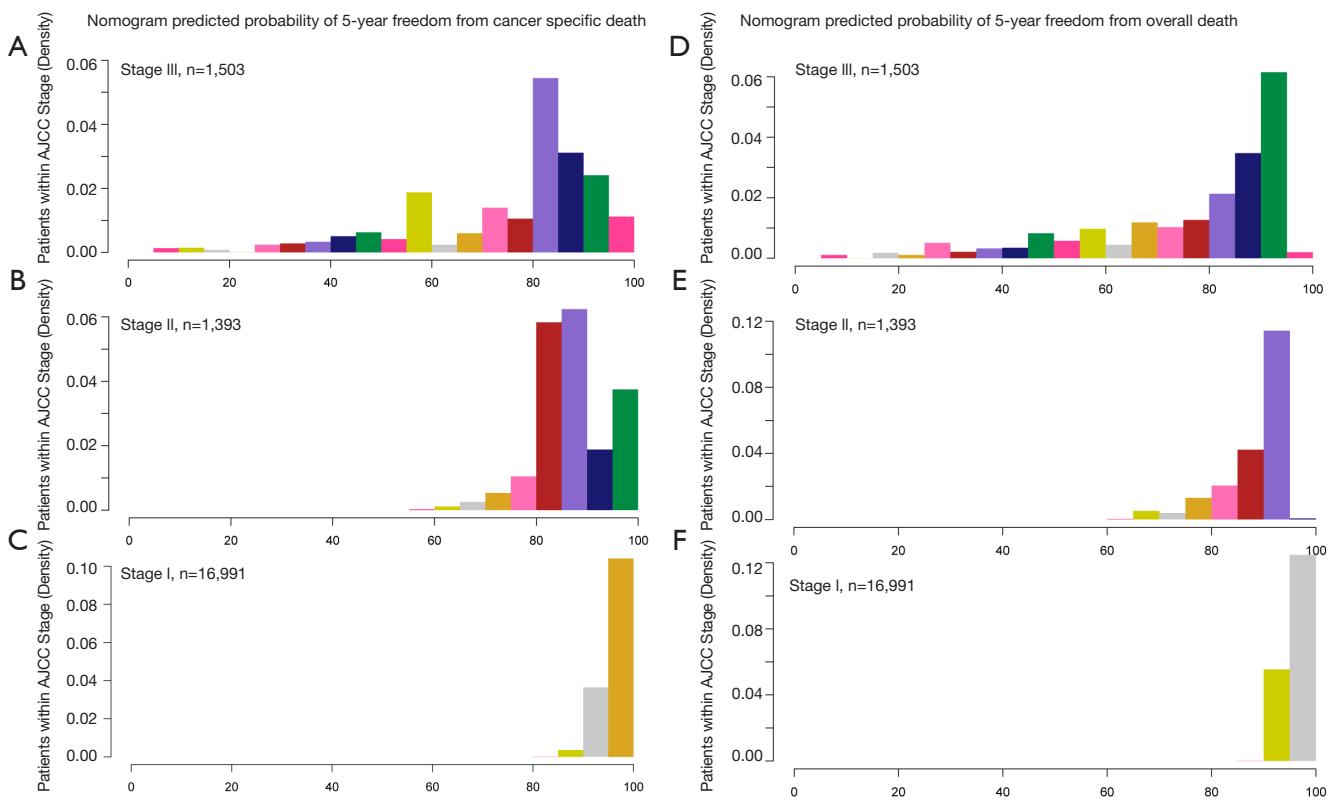 Nomogram predicted probability of 5-year freedom from cancer specific death
A
Patients within AJCC Stage (Density)
Stage III, n=1,503
0.06
0.04
0.02
0.00
0 20 40 60 80 100
B
Patients within AJCC Stage (Density)
Stage II, n=1,393
0.06
0.04
0.02
0.00
0 20 40 60 80 100
C
Patients within AJCC Stage (Density)
Stage I, n=16,991
0.10
0.08
0.06
0.04
0.02
0.00
0 20 40 60 80 100
Nomogram predicted probability of 5-year freedom from overall death
D
Patients within AJCC Stage (Density)
Stage III, n=1,503
0.06
0.04
0.02
0.00
0 20 40 60 80 100
E
Patients within AJCC Stage (Density)
Stage II, n=1,393
0.12
0.08
0.04
0.00
0 20 40 60 80 100
F
Patients within AJCC Stage (Density)
Stage I, n=16,991
0.12
0.08
0.04
0.00
0 20 40 60 80 100